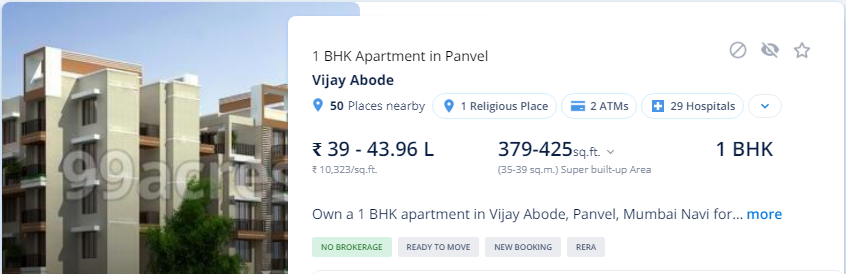 1 BHK Apartment in Panvel
Vijay Abode
50 Places nearby
1 Religious Place
2 ATMs
29 Hospitals
₹ 39 - 43.96 L
379-425sq.ft.
1 BHK
₹ 10,323/sq.ft.
(35-39 sq.m.) Super built-up Area
99acres
Own a 1 BHK apartment in Vijay Abode, Panvel, Mumbai Navi for... more
NO BROKERAGE
READY TO MOVE
NEW BOOKING
RERA